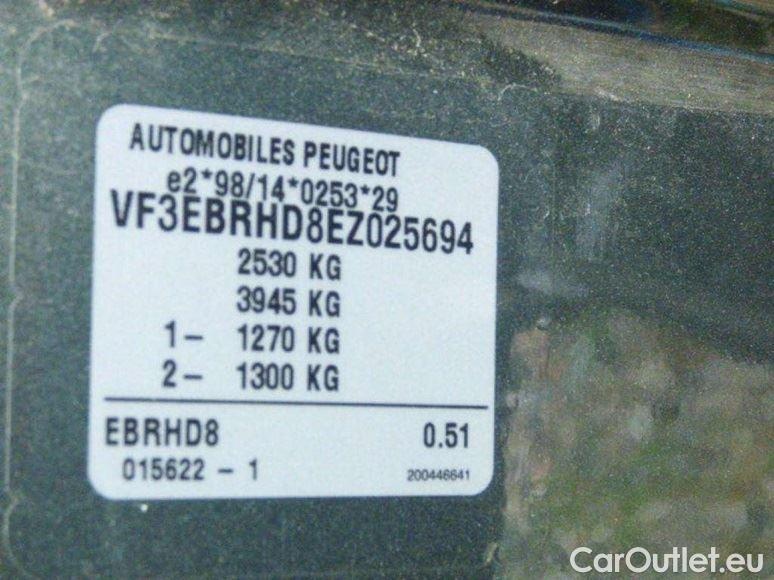 AUTOMOBILES PEUGEOT
e2*98/14*0253*29
VF3EBRHD8EZ025694
2530 KG
3945 KG
1- 1270 KG
2- 1300 KG
EBRHD8 0.51
015622 - 1 200446641
CarOutlet.eu